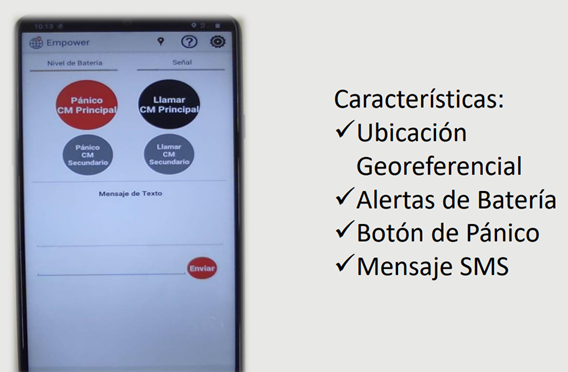 10:13
Empower
Nivel de Batería
Señal
Pánico
CM Principal
Llamar
CM Principal
Pánico
CM
Secundario
Llamar
CM
Secundario
Mensaje de Texto
Enviar
Características:
✓Ubicación
Georeferencial
✓Alertas de Batería
✓Botón de Pánico
✓Mensaje SMS